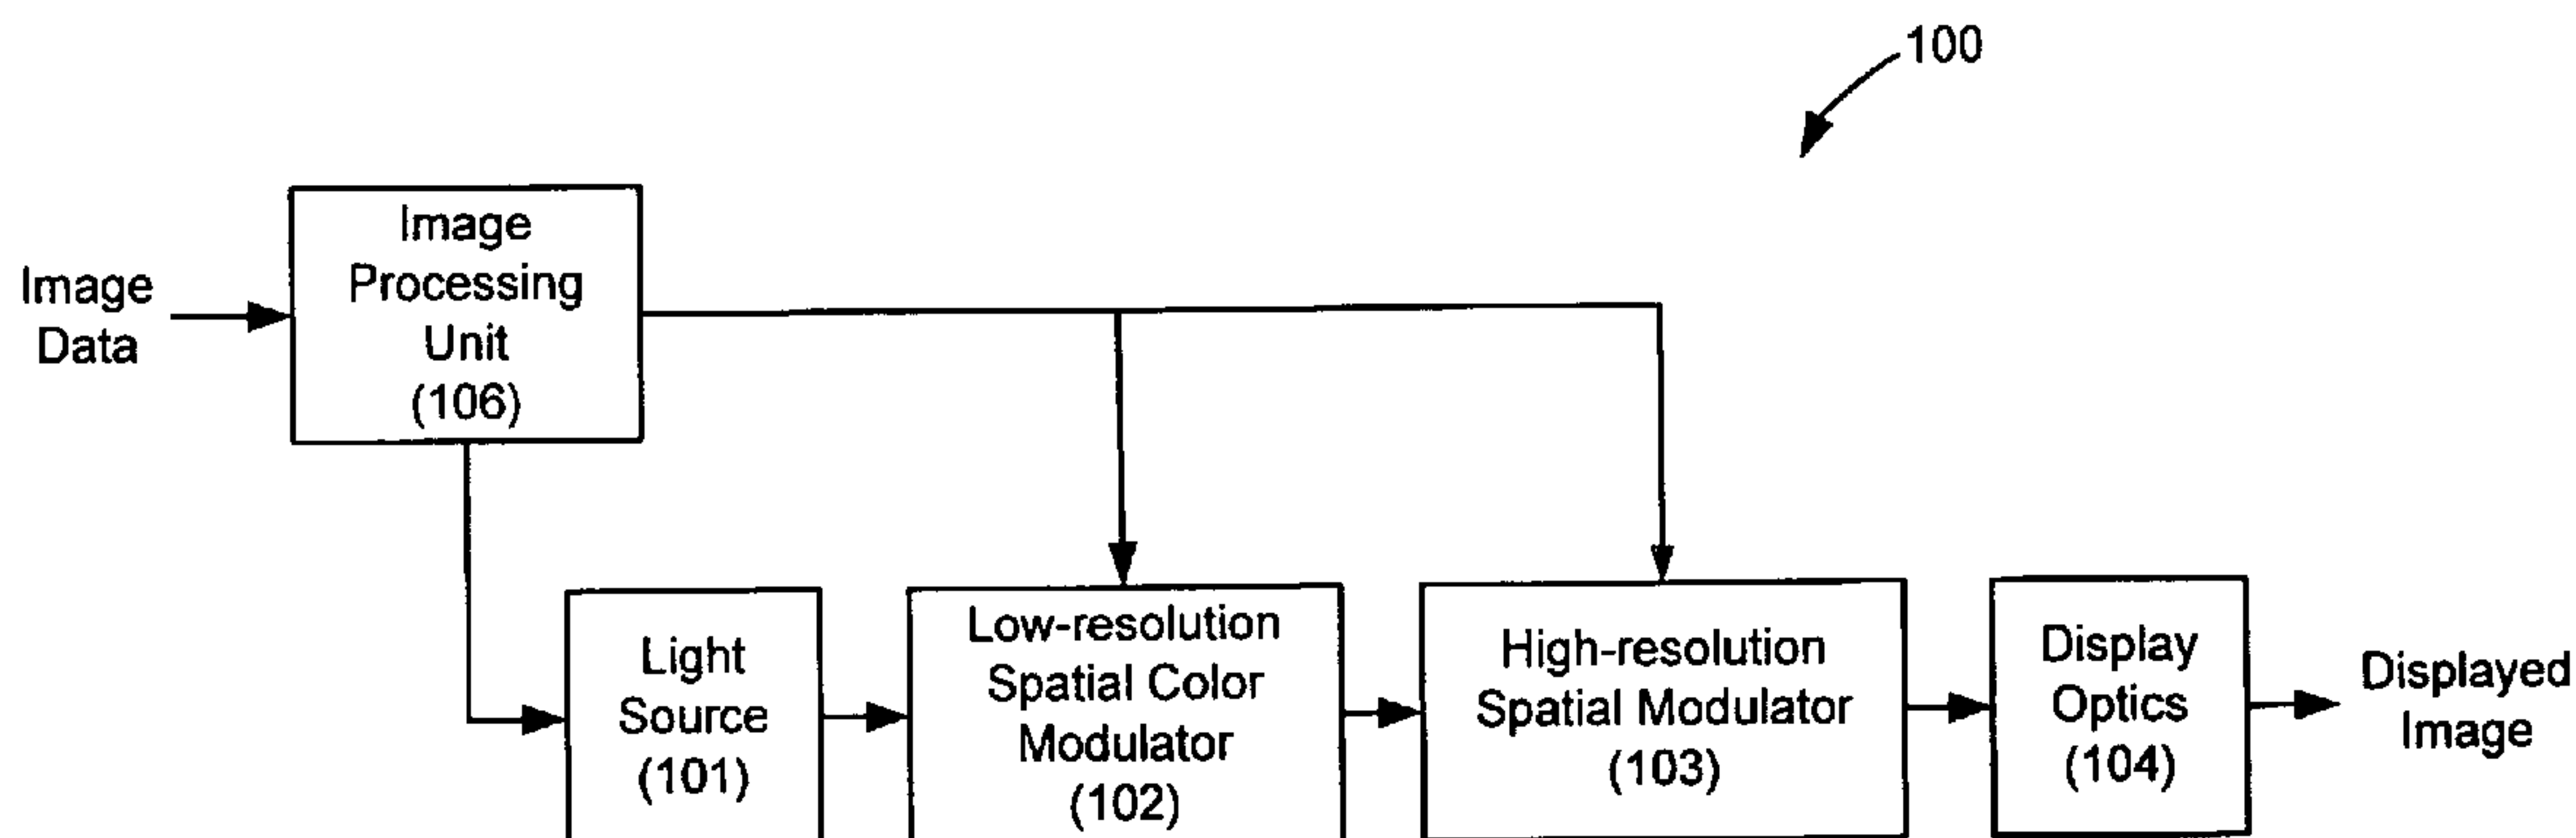 100
Image
Data
Image
Processing
Unit
(106)
Light
Source
(101)
Low-resolution
Spatial Color
Modulator
(102)
High-resolution
Spatial Modulator
(103)
Display
Optics
(104)
Displayed
Image